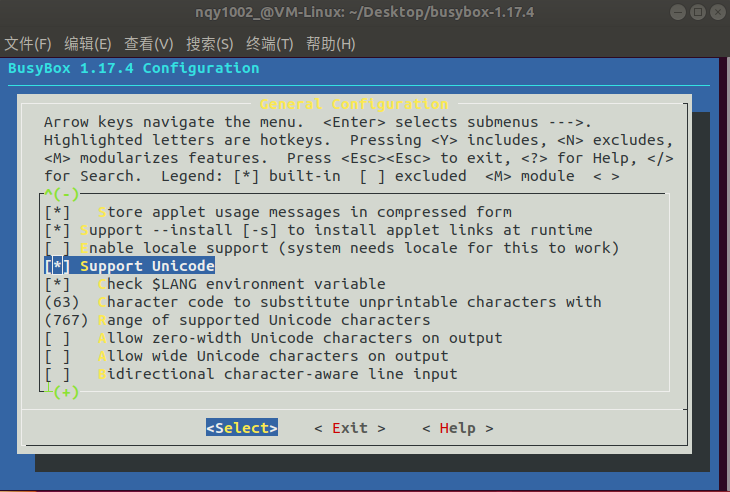 nqy1002_@VM-Linux: ~/Desktop/busybox-1.17.4
文件(F) 编辑(E) 查看(V) 搜索(S) 终端(T) 帮助(H)
BusyBox 1.17.4 Configuration
General Configuration
Arrow keys navigate the menu.  <Enter> selects submenus --->.
Highlighted letters are hotkeys.  Pressing <Y> includes, <N> excludes,
<M> modularizes features.  Press <Esc><Esc> to exit, <?> for Help, </>
for Search.  Legend: [*] built-in  [ ] excluded  <M> module  < >
^(-)
[*]   Store applet usage messages in compressed form
[*] Support --install [-s] to install applet links at runtime
[ ] Enable locale support (system needs locale for this to work)
[*] Support Unicode
[*]   Check $LANG environment variable
(63)  Character code to substitute unprintable characters with
(767) Range of supported Unicode characters
[ ]   Allow zero-width Unicode characters on output
[ ]   Allow wide Unicode characters on output
[ ]   Bidirectional character-aware line input
(+)
<Select>    < Exit >    < Help >